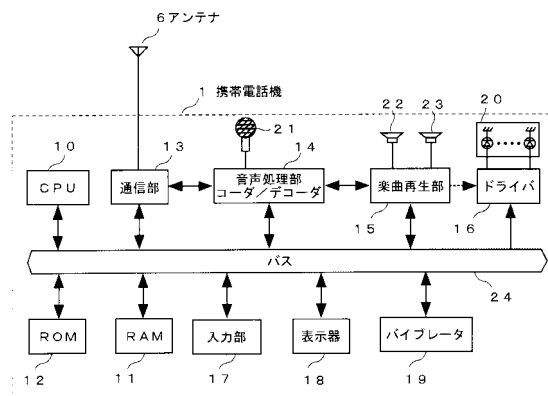 6アンテナ
1 携帯電話機
10
13
21
14
22
23
20
CPU
通信部
音声処理部
コーダ/デコーダ
楽曲再生部
ドライバ
15
16
バス
24
ROM
RAM
入力部
表示器
バイブレータ
12
11
17
18
19